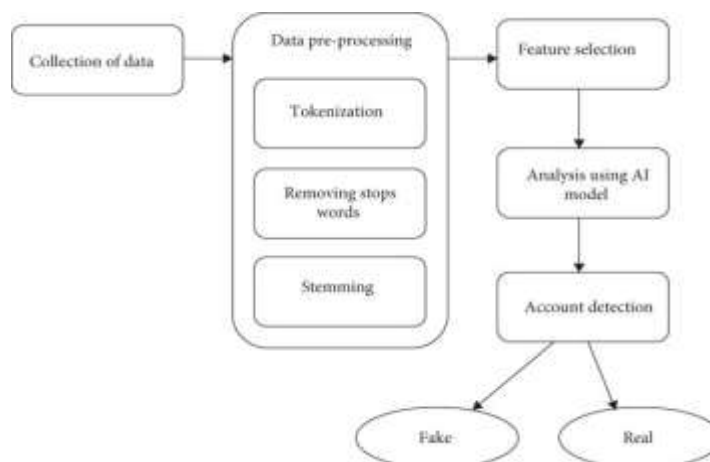 Collection of data
Data pre-processing
Tokenization
Removing stops
words
Stemming
Feature selection
Analysis using AI
model
Account detection
Fake
Real